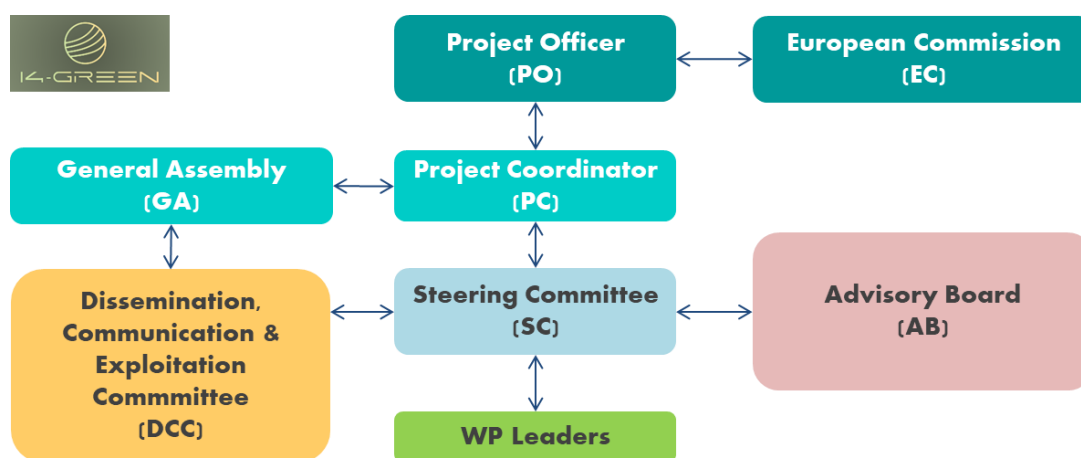 I4-GREEN
Project Officer
(PO)
European Commission
(EC)
General Assembly
(GA)
Project Coordinator
(PC)
Dissemination,
Communication &
Exploitation
Commmittee
(DCC)
Steering Committee
(SC)
Advisory Board
(AB)
WP Leaders